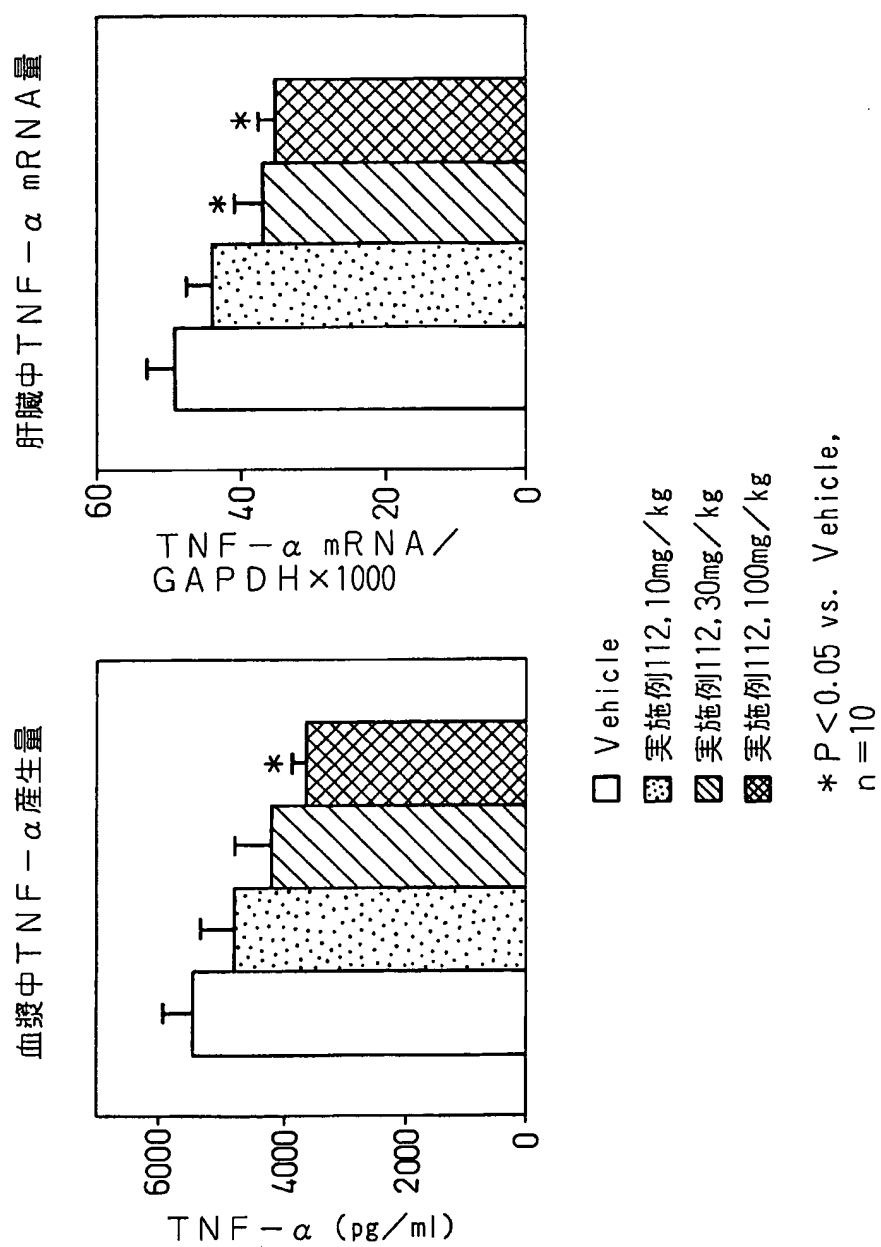 血漿中TNF－α産生量
TNF－α (pg／ml)
6000
4000
2000
0
肝臓中TNF－α mRNA量
TNF－α mRNA／
GAPDH×1000
60
40
20
0
*
*
*
Vehicle
実施例112, 10mg／kg
実施例112, 30mg／kg
実施例112, 100mg／kg
*P＜0.05 vs. Vehicle,
n＝10